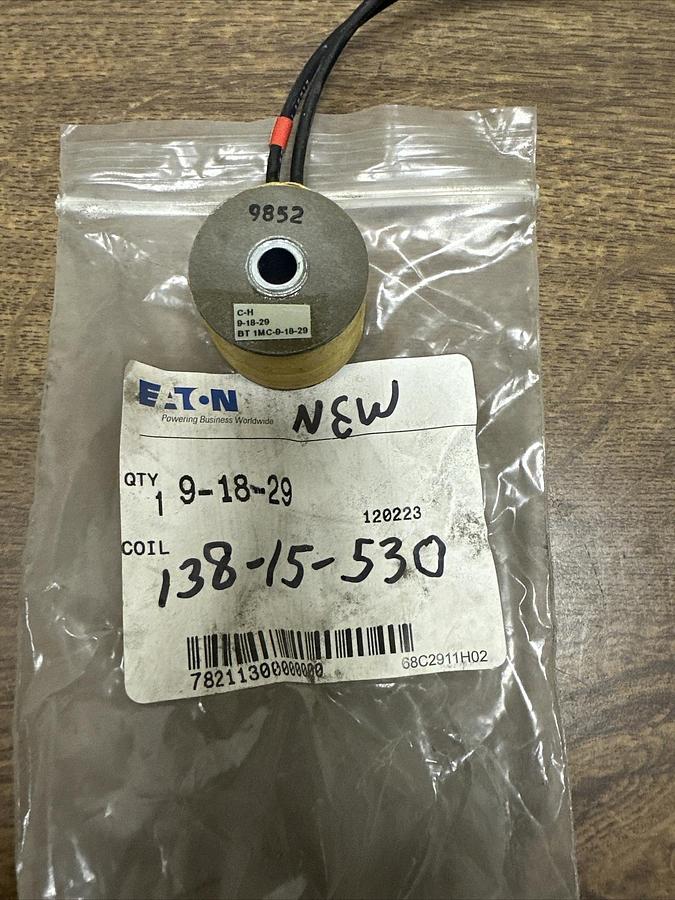 9852
C-H
9-18-29
BT 1MC-9-18-29
EATON
Powering Business Worldwide
NEW
QTY
1 9-18-29
120223
COIL
138-15-530
78211300000000
68C2911H02